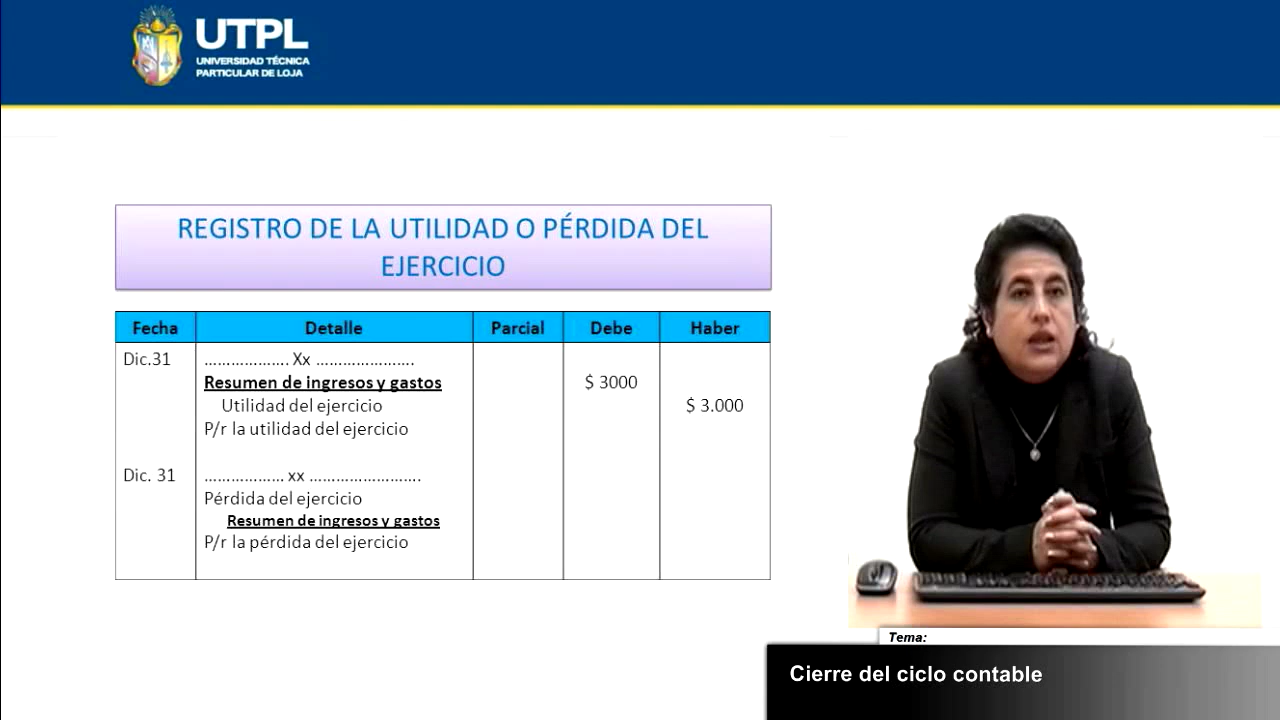 UTPL
UNIVERSIDAD TÉCNICA
PARTICULAR DE LOJA
REGISTRO DE LA UTILIDAD O PÉRDIDA DEL
EJERCICIO
Fecha Detalle Parcial Debe Haber
Dic.31 ................... Xx .....................
Resumen de ingresos y gastos $ 3000
Utilidad del ejercicio $ 3.000
P/r la utilidad del ejercicio
Dic. 31 .................. xx .........................
Pérdida del ejercicio
Resumen de ingresos y gastos
P/r la pérdida del ejercicio
Tema:
Cierre del ciclo contable